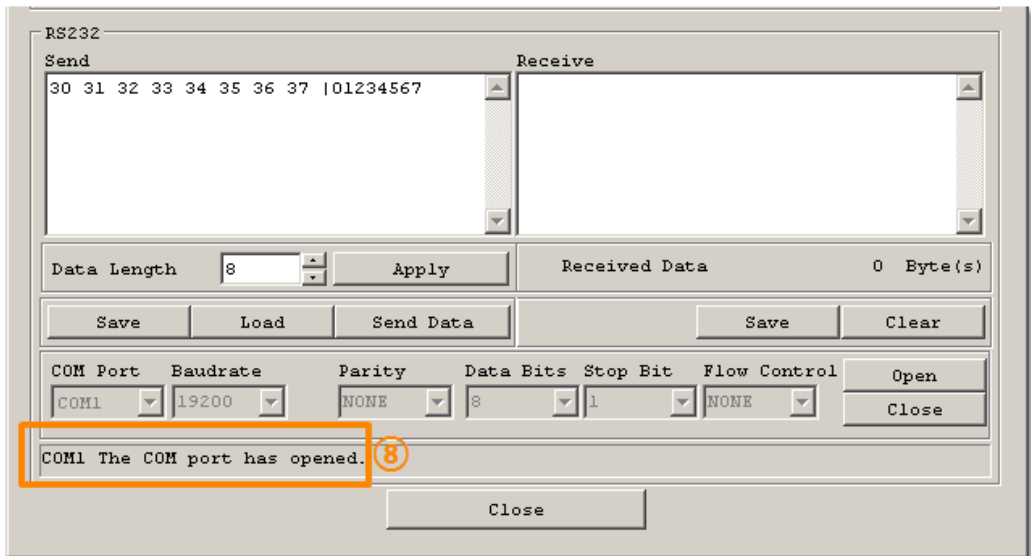 RS232
Send Receive
30 31 32 33 34 35 36 37 |01234567
Data Length 8 Apply Received Data 0 Byte(s)
Save Load Send Data Save Clear
COM Port Baudrate Parity Data Bits Stop Bit Flow Control Open
COM1 19200 NONE 8 1 NONE Close
COM1 The COM port has opened. ⑧
Close